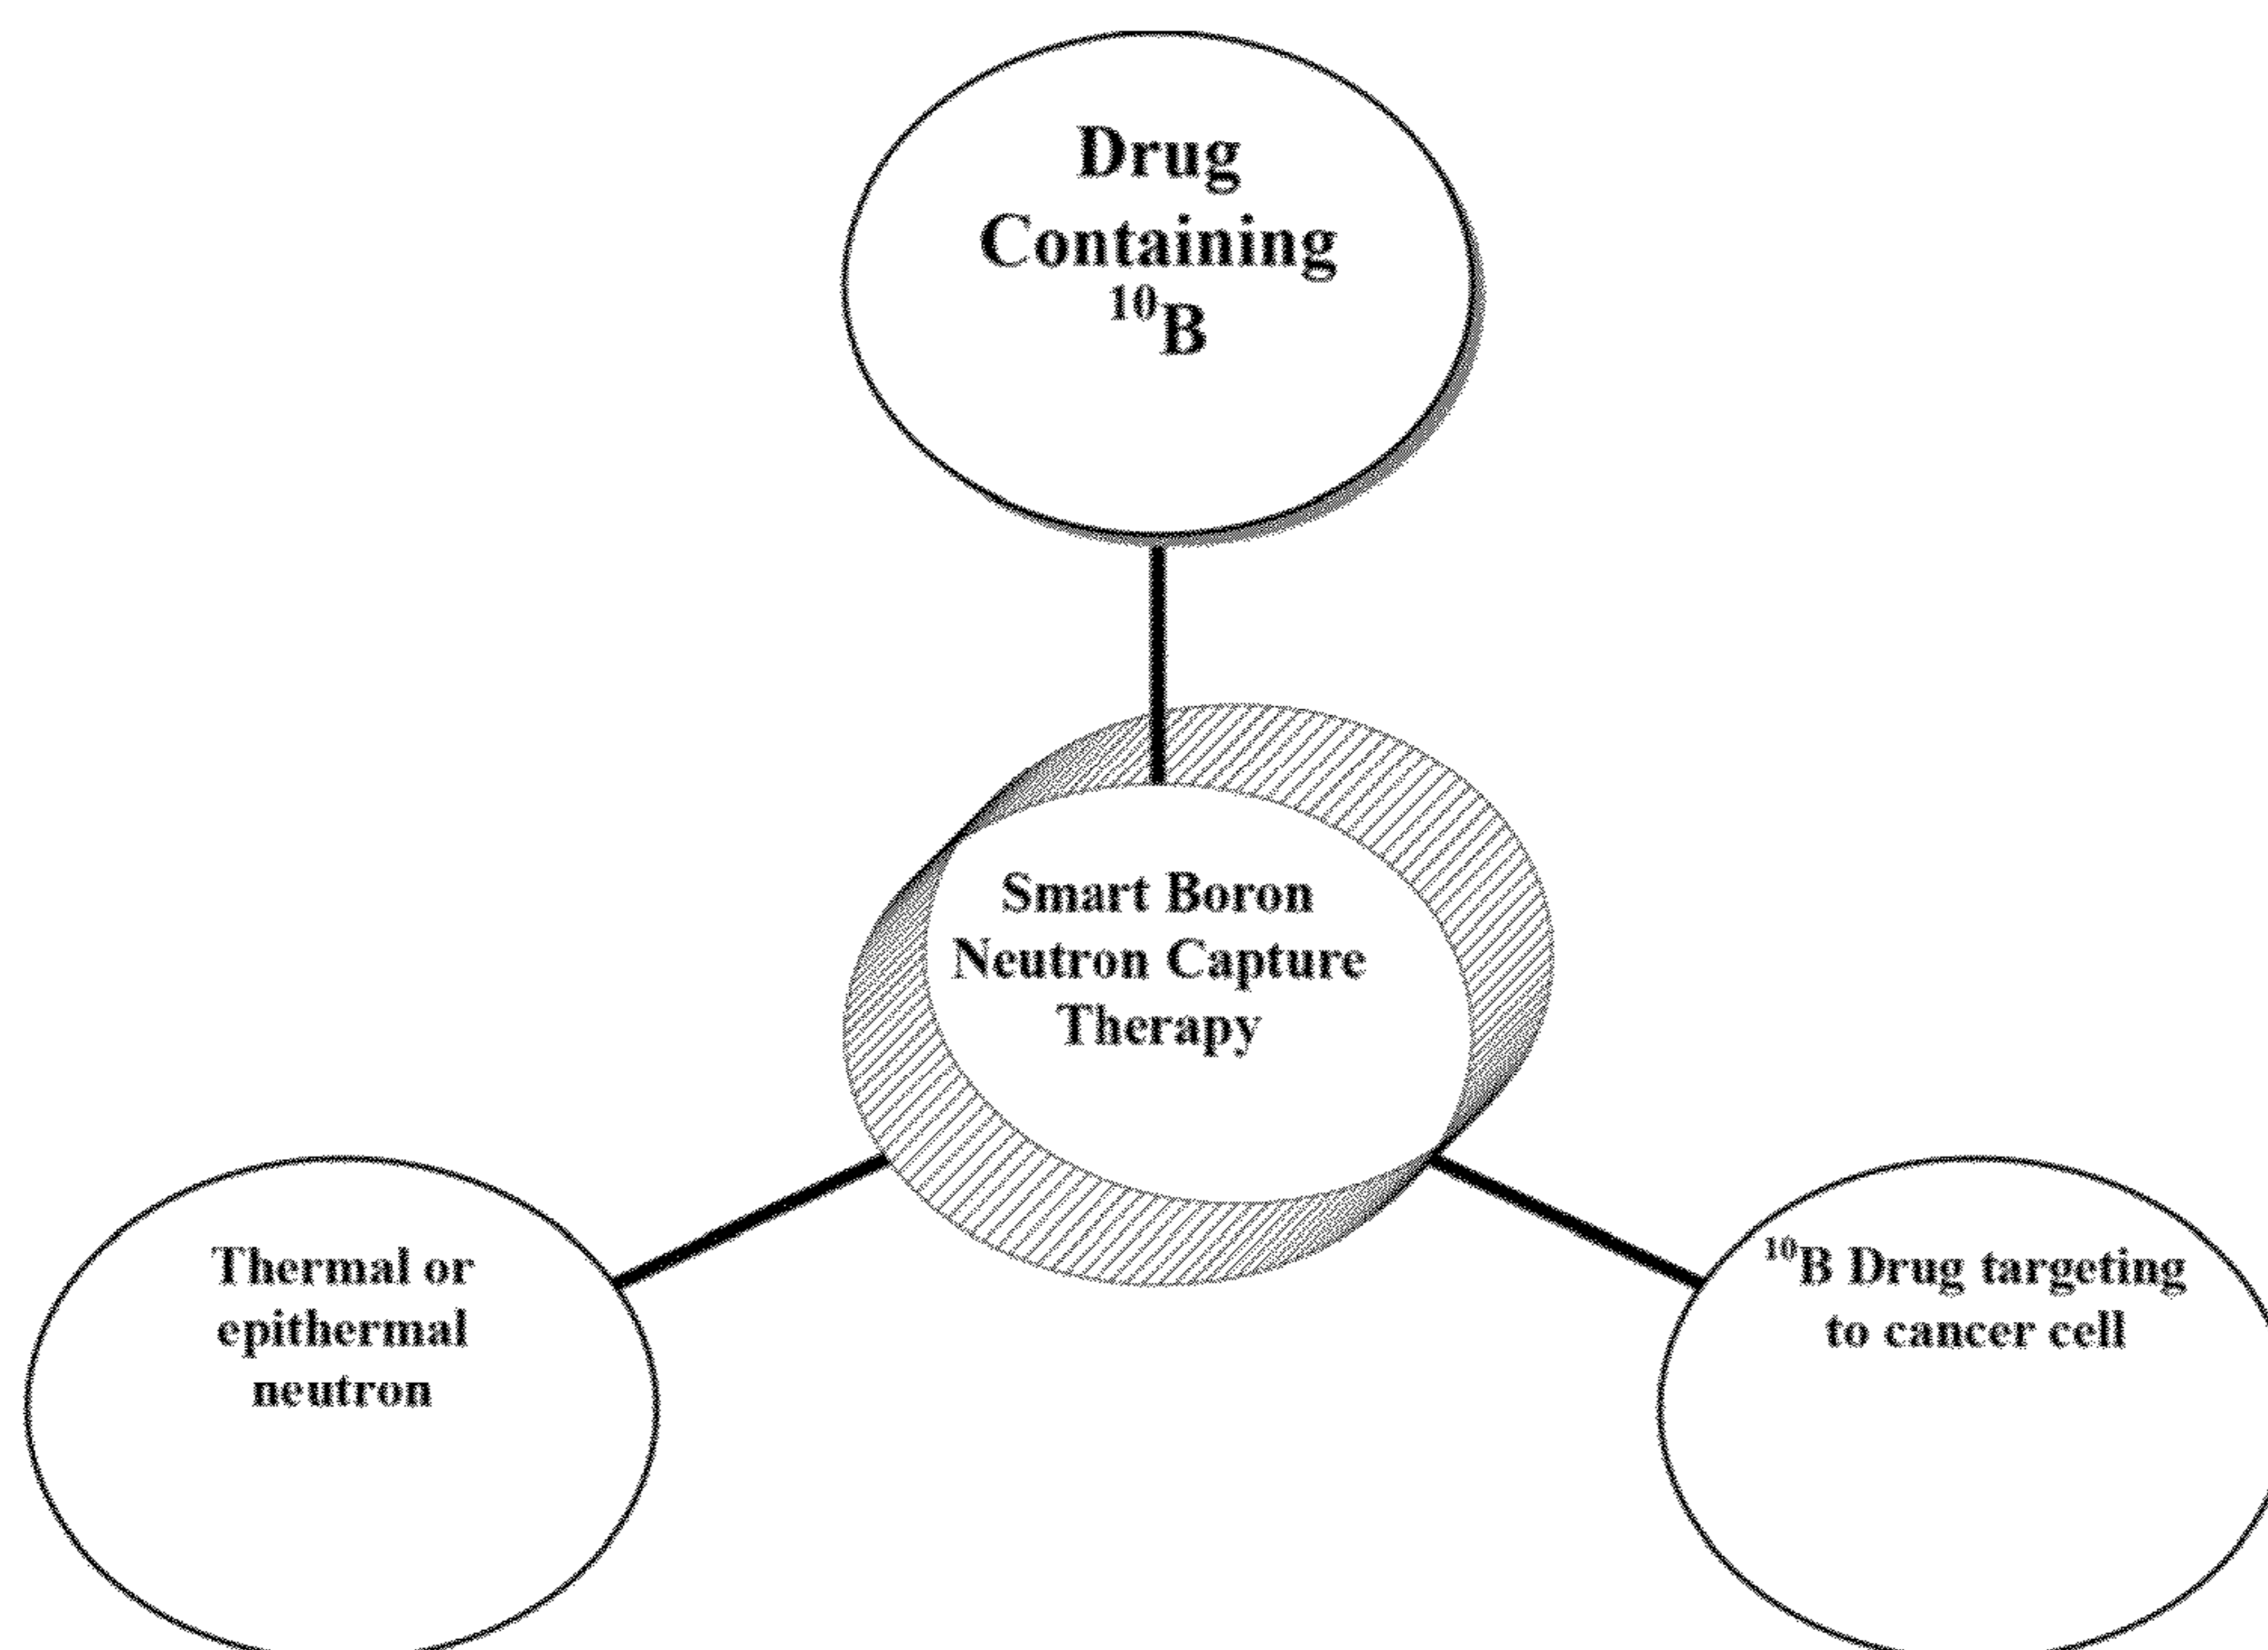 Drug
Containing
¹⁰B
Smart Boron
Neutron Capture
Therapy
Thermal or
epithermal
neutron
¹⁰B Drug targeting
to cancer cell